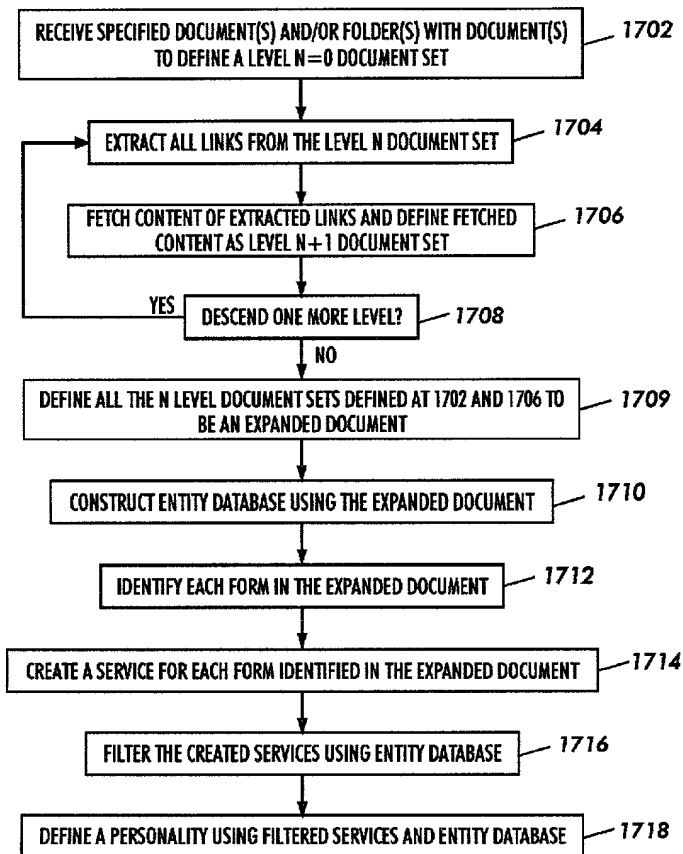 RECEIVE SPECIFIED DOCUMENT(S) AND/OR FOLDER(S) WITH DOCUMENT(S)
TO DEFINE A LEVEL N=0 DOCUMENT SET
1702
EXTRACT ALL LINKS FROM THE LEVEL N DOCUMENT SET
1704
FETCH CONTENT OF EXTRACTED LINKS AND DEFINE FETCHED
CONTENT AS LEVEL N+1 DOCUMENT SET
1706
YES
DESCEND ONE MORE LEVEL?
1708
NO
DEFINE ALL THE N LEVEL DOCUMENT SETS DEFINED AT 1702 AND 1706 TO
BE AN EXPANDED DOCUMENT
1709
CONSTRUCT ENTITY DATABASE USING THE EXPANDED DOCUMENT
1710
IDENTIFY EACH FORM IN THE EXPANDED DOCUMENT
1712
CREATE A SERVICE FOR EACH FORM IDENTIFIED IN THE EXPANDED DOCUMENT
1714
FILTER THE CREATED SERVICES USING ENTITY DATABASE
1716
DEFINE A PERSONALITY USING FILTERED SERVICES AND ENTITY DATABASE
1718